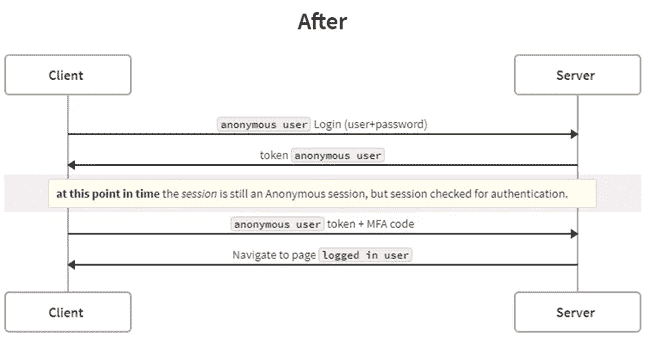 After
Client Server
anonymous user Login (user+password)
token anonymous user
at this point in time the session is still an Anonymous session, but session checked for authentication.
anonymous user token + MFA code
Navigate to page logged in user
Client Server